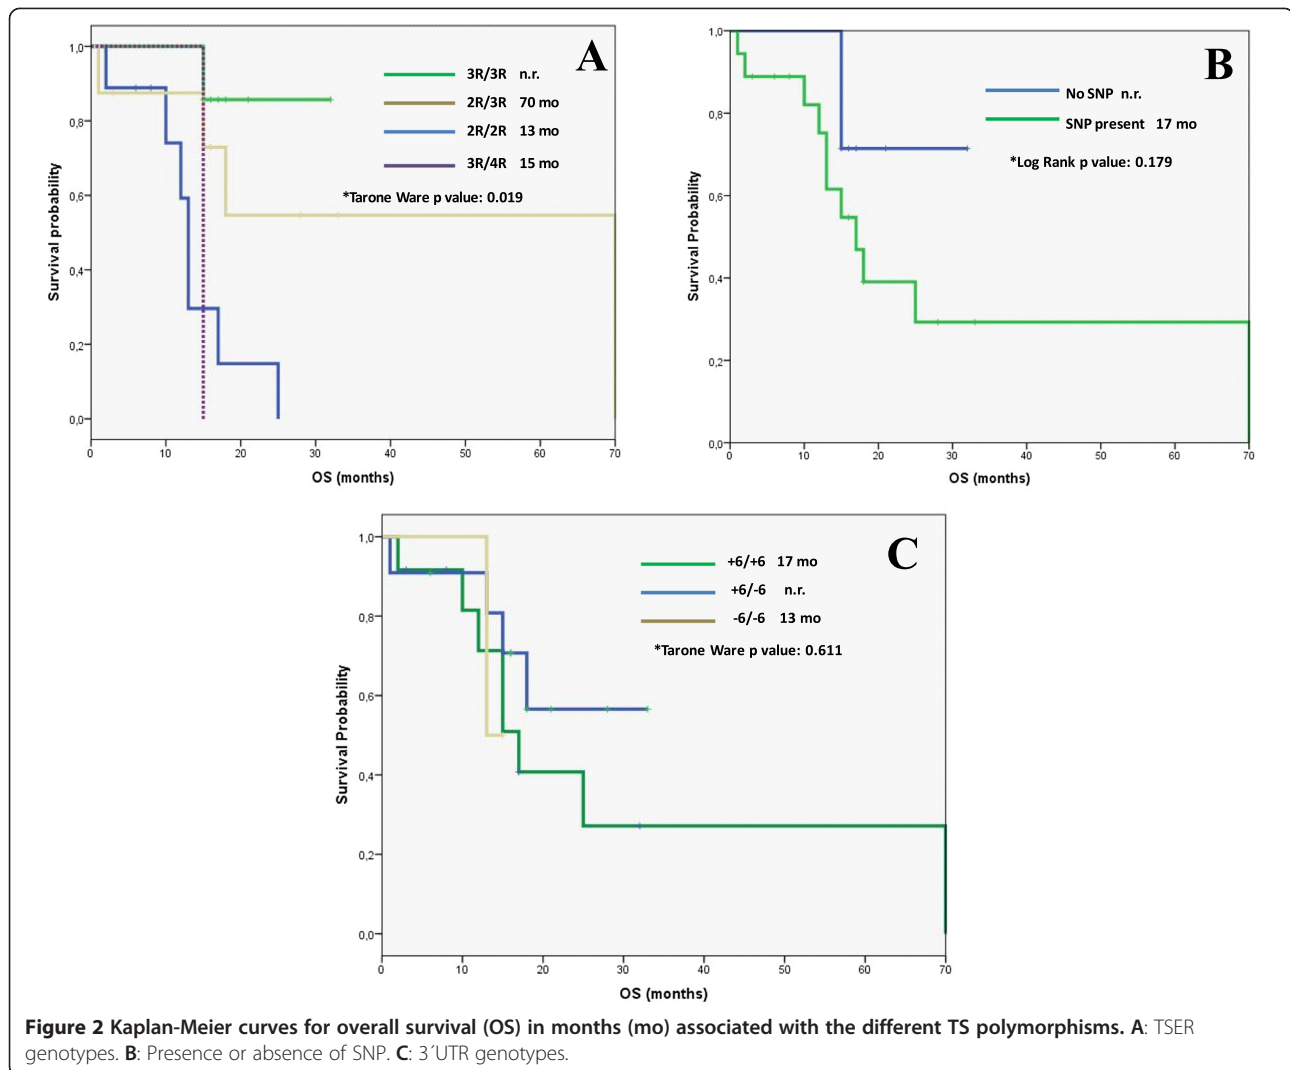 A
3R/3R n.r.
2R/3R 70 mo
2R/2R 13 mo
3R/4R 15 mo
*Tarone Ware p value: 0.019
Survival probability
1,0
0,8
0,6
0,4
0,2
0,0
0 10 20 30 40 50 60 70
OS (months)
B
No SNP n.r.
SNP present 17 mo
*Log Rank p value: 0.179
Survival Probability
1,0
0,8
0,6
0,4
0,2
0,0
0 10 20 30 40 50 60 70
OS (months)
C
+6/+6 17 mo
+6/-6 n.r.
-6/-6 13 mo
*Tarone Ware p value: 0.611
Survival Probability
1,0
0,8
0,6
0,4
0,2
0,0
0 10 20 30 40 50 60 70
OS (months)
Figure 2 Kaplan-Meier curves for overall survival (OS) in months (mo) associated with the different TS polymorphisms. A: TSER
genotypes. B: Presence or absence of SNP. C: 3´UTR genotypes.